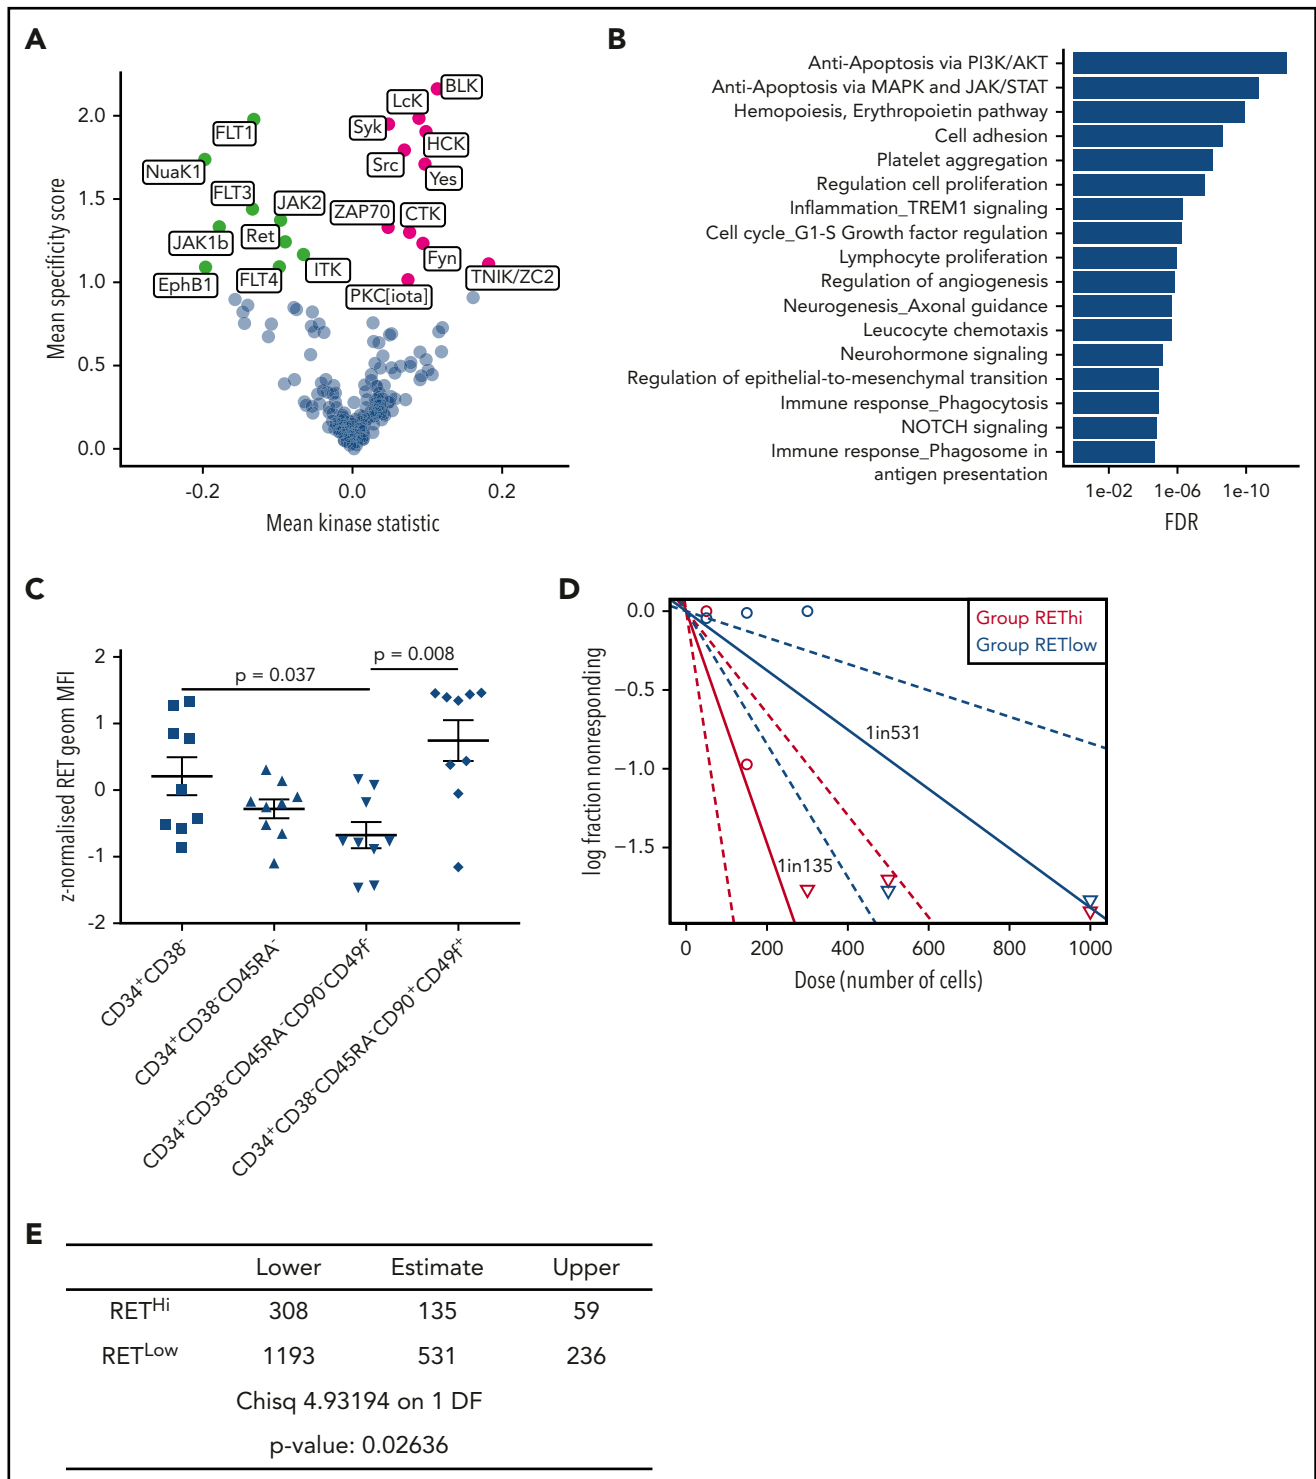 A
Mean specificity score
2.0
1.5
1.0
0.5
0.0
-0.2
0.0
0.2
Mean kinase statistic
BLK
LcK
Syk
HCK
Src
Yes
FLT1
NuaK1
FLT3
JAK2
ZAP70
CTK
JAK1b
Ret
Fyn
EphB1
FLT4
ITK
TNIK/ZC2
PKC[iota]
B
Anti-Apoptosis via PI3K/AKT
Anti-Apoptosis via MAPK and JAK/STAT
Hemopoiesis, Erythropoietin pathway
Cell adhesion
Platelet aggregation
Regulation cell proliferation
Inflammation_TREM1 signaling
Cell cycle_G1-S Growth factor regulation
Lymphocyte proliferation
Regulation of angiogenesis
Neurogenesis_Axonal guidance
Leucocyte chemotaxis
Neurohormone signaling
Regulation of epithelial-to-mesenchymal transition
Immune response_Phagocytosis
NOTCH signaling
Immune response_Phagosome in
antigen presentation
1e-02 1e-06 1e-10
FDR
C
z-normalised RET geom MFI
2
1
0
-1
-2
p = 0.037
p = 0.008
CD34⁺CD38⁻
CD34⁺CD38⁻CD45RA⁻
CD34⁺CD38⁻CD45RA⁻CD90⁻CD49f⁻
CD34⁺CD38⁻CD45RA⁻CD90⁺CD49f⁺
D
log fraction nonresponding
0.0
−0.5
−1.0
−1.5
Group REThi
Group RETlow
1in531
1in135
0 200 400 600 800 1000
Dose (number of cells)
E
Lower Estimate Upper
RETᴴⁱ 308 135 59
RETᴸᵒʷ 1193 531 236
Chisq 4.93194 on 1 DF
p-value: 0.02636